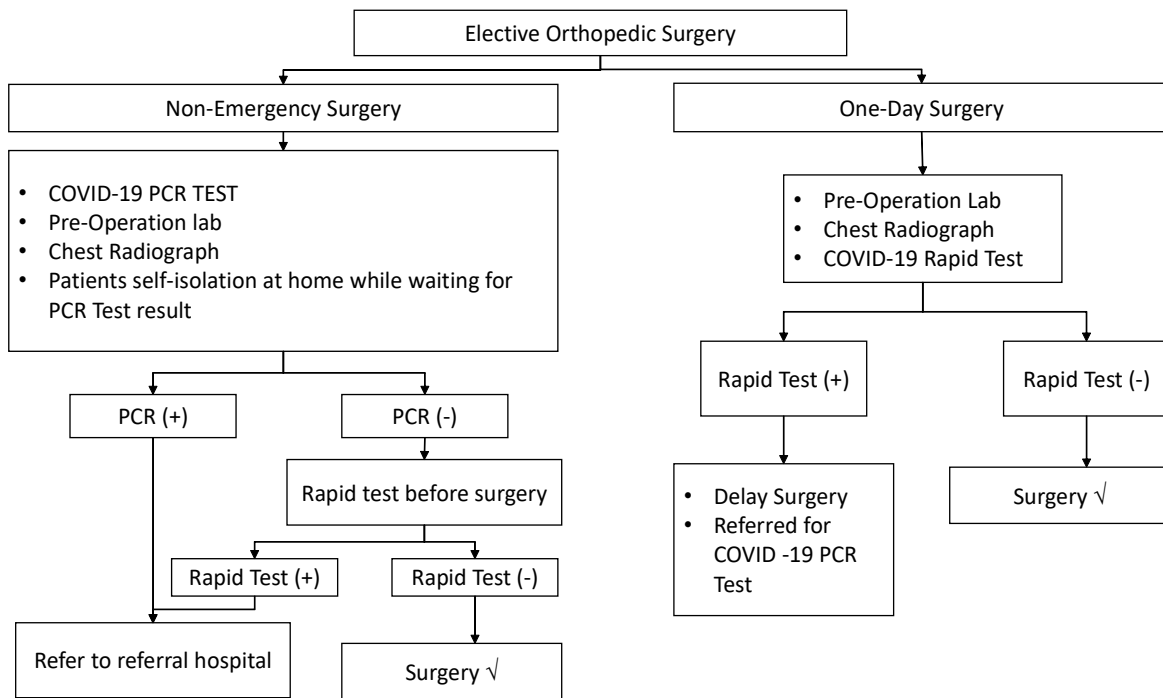 Elective Orthopedic Surgery
Non-Emergency Surgery
One-Day Surgery
• COVID-19 PCR TEST
• Pre-Operation lab
• Chest Radiograph
• Patients self-isolation at home while waiting for
PCR Test result
• Pre-Operation Lab
• Chest Radiograph
• COVID-19 Rapid Test
PCR (+)
PCR (-)
Rapid test before surgery
Rapid Test (+)
Rapid Test (-)
Refer to referral hospital
Surgery √
Rapid Test (+)
Rapid Test (-)
• Delay Surgery
• Referred for
COVID -19 PCR
Test
Surgery √